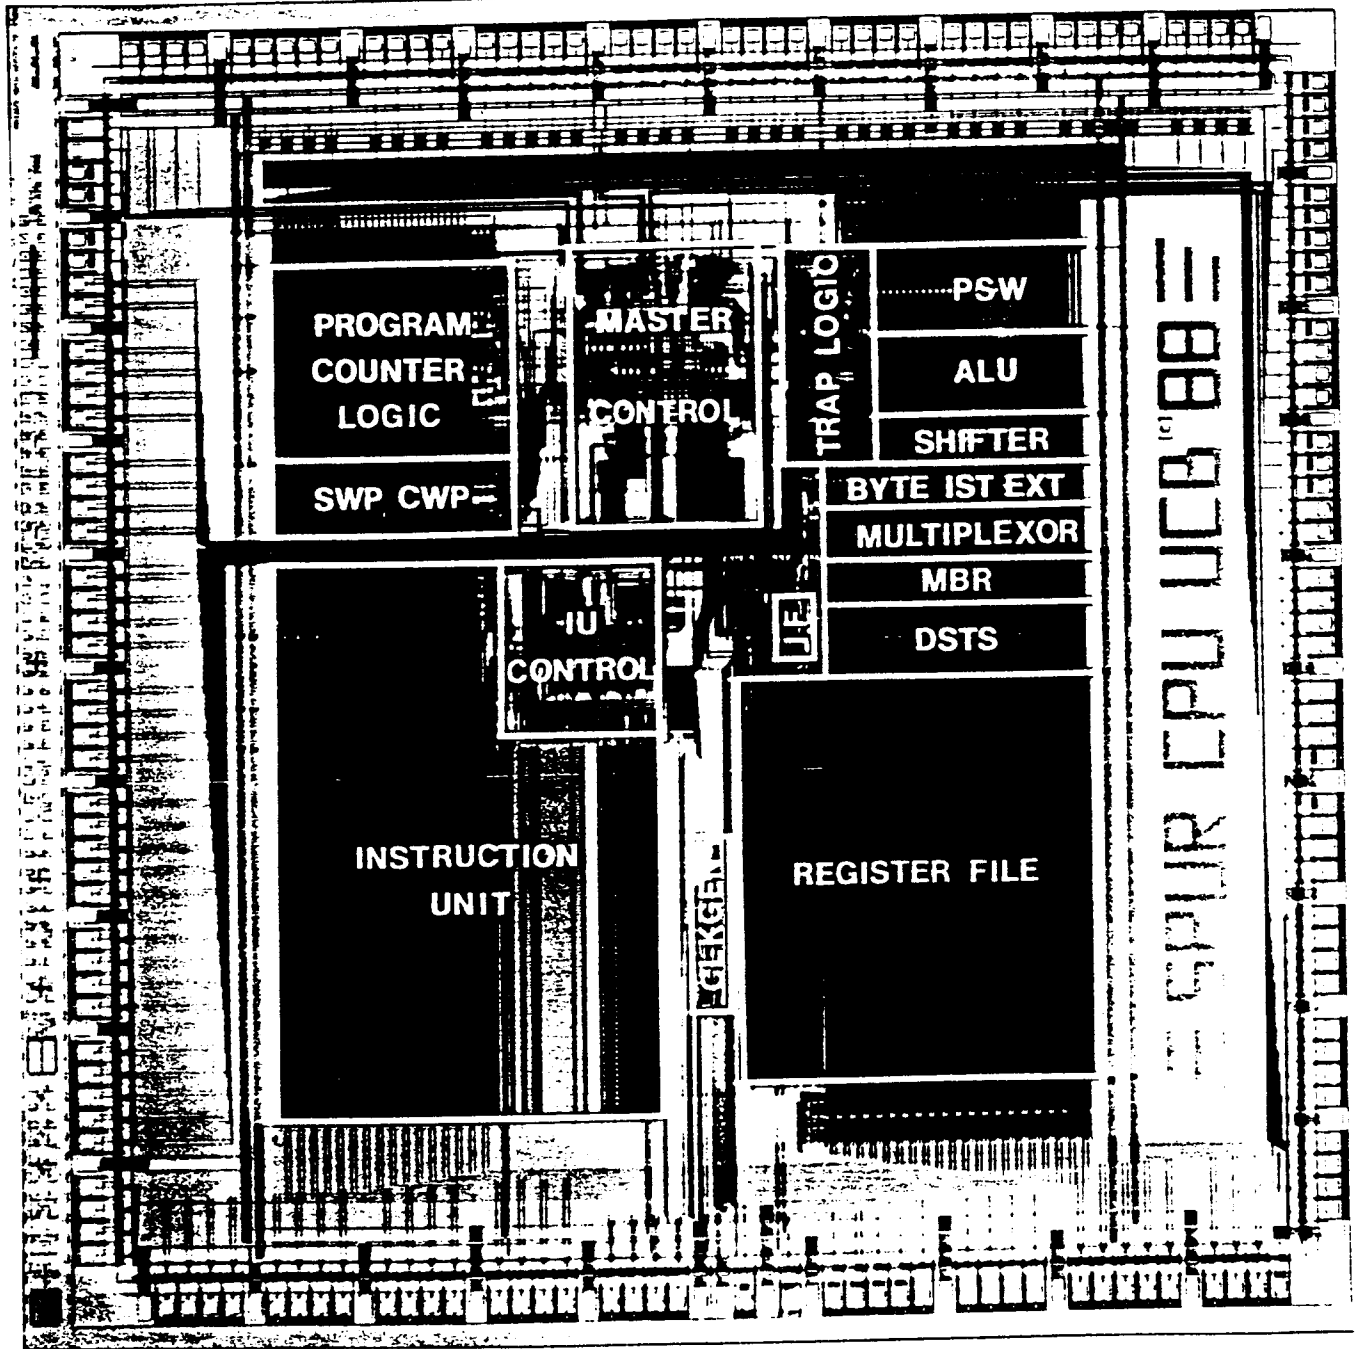 PROGRAM
COUNTER
LOGIC
SWP CWP
MASTER
CONTROL
TRAP LOGIC
PSW
ALU
SHIFTER
BYTE IST EXT
MULTIPLEXOR
MBR
DSTS
I.F.
IU
CONTROL
INSTRUCTION
UNIT
REGISTER FILE
SPUR CPU UCB '88
(C)